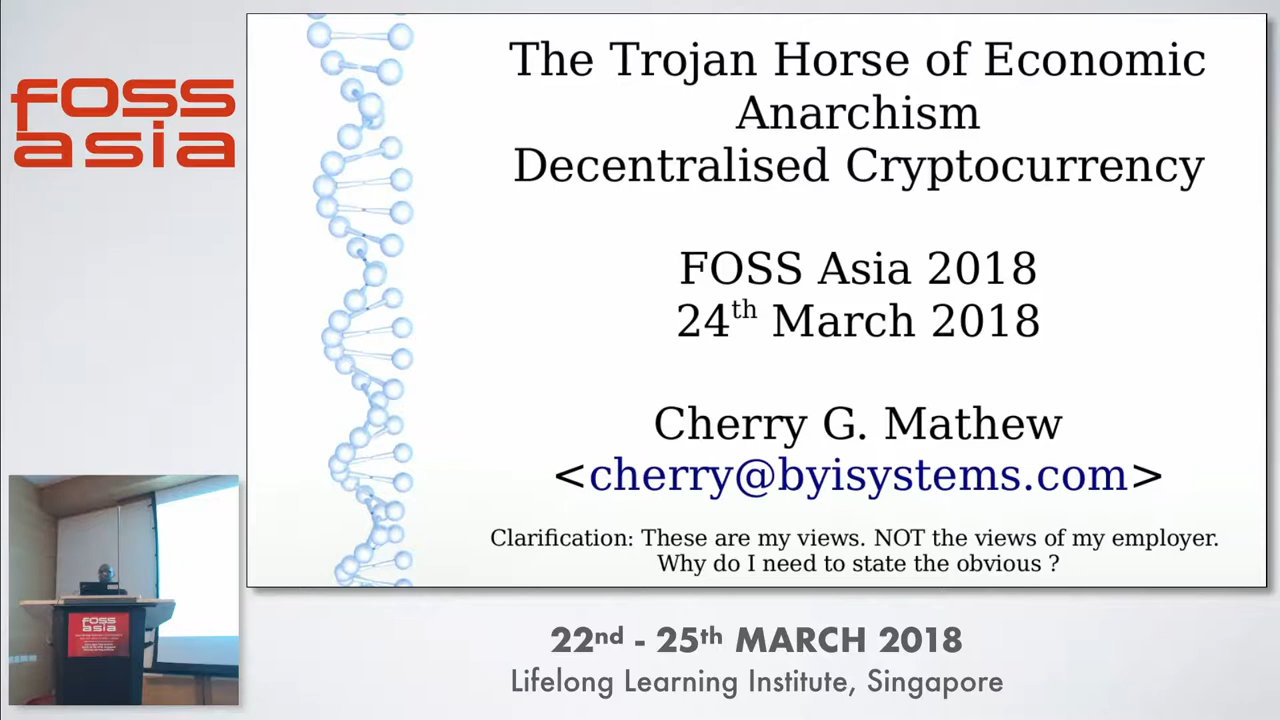 FOSS
asia
The Trojan Horse of Economic
Anarchism
Decentralised Cryptocurrency
FOSS Asia 2018
24th March 2018
Cherry G. Mathew
<cherry@byisystems.com>
Clarification: These are my views. NOT the views of my employer.
Why do I need to state the obvious ?
FOSS
asia
22nd - 25th MARCH 2018
Lifelong Learning Institute, Singapore